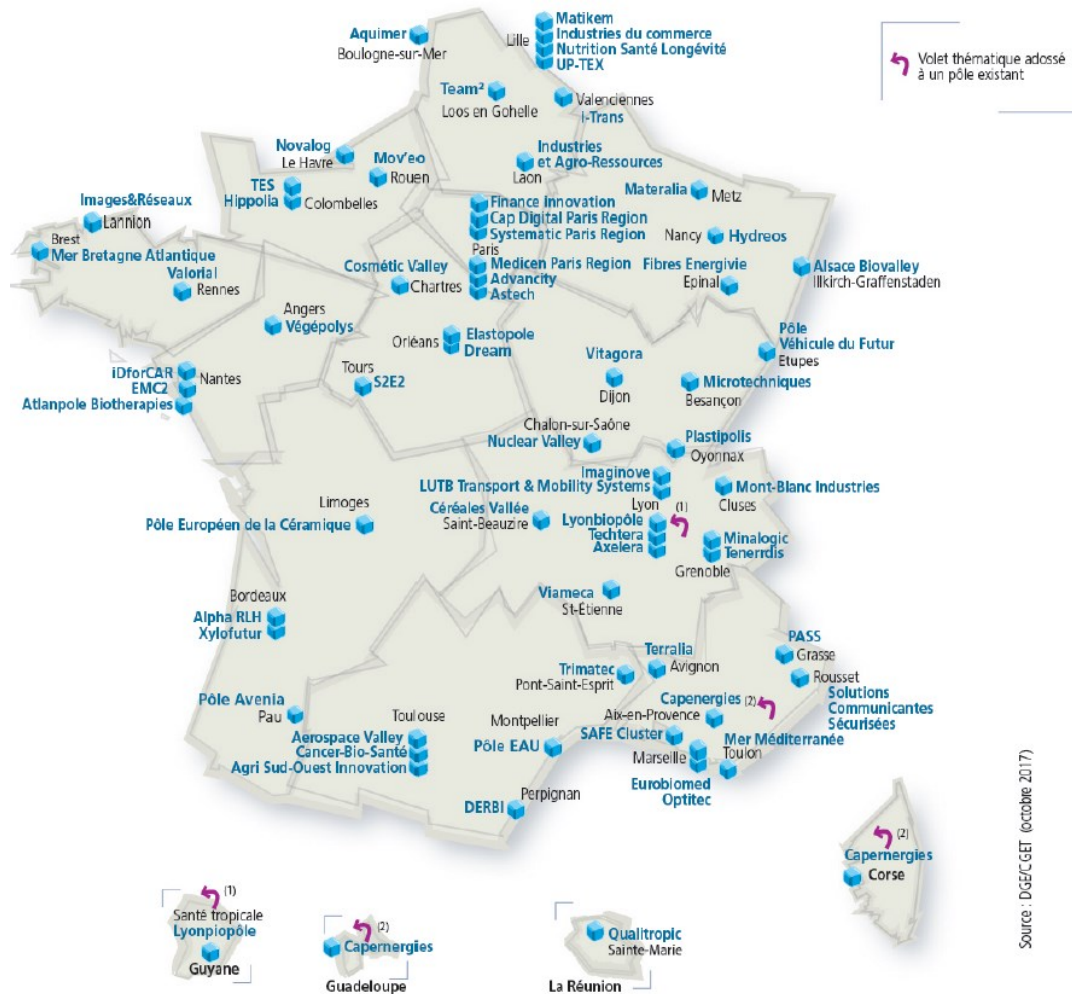 Matikem
Aquimer
Lille
Industries du commerce
Boulogne-sur-Mer
Nutrition Santé Longévité
UP-TEX
Volet thématique adossé
à un pôle existant
Team²
Loos en Gohelle
Valenciennes
i-Trans
Novalog
Le Havre
Mov'eo
Rouen
Industries
et Agro-Ressources
Laon
TES
Hippolia
Colombelles
Materalia
Metz
Images&Réseaux
Lannion
Finance innovation
Cap Digital Paris Region
Systematic Paris Region
Paris
Nancy
Hydreos
Brest
Mer Bretagne Atlantique
Valorial
Rennes
Cosmétic Valley
Chartres
Medicen Paris Region
Advancity
Astech
Fibres Energivie
Epinal
Alsace Biovalley
Illkirch-Graffenstaden
Angers
Végépolys
Orléans
Elastopole
Dream
Pôle
Véhicule du Futur
Etupes
iDforCAR
EMC2
Nantes
Atlanpole Biotherapies
Tours
S2E2
Vitagora
Dijon
Microtechniques
Besançon
Chalon-sur-Saône
Nuclear Valley
Plastipolis
Oyonnax
Imaginove
LUTB Transport & Mobility Systems
Lyon
Mont-Blanc Industries
Cluses
Limoges
Pôle Européen de la Céramique
Céréales Vallée
Saint-Beauzire
Lyonbiopôle
(1)
Techtera
Axelera
Minalogic
Tenerrdis
Grenoble
Viameca
St-Étienne
Bordeaux
Alpha RLH
Xylofutur
Terralia
Avignon
PASS
Grasse
Trimatec
Pont-Saint-Esprit
Rousset
Solutions
Communicantes
Sécurisées
Pôle Avenia
Pau
Toulouse
Montpellier
Capenergies
(2)
Aix-en-Provence
Aerospace Valley
Cancer-Bio-Santé
Agri Sud-Ouest Innovation
Pôle EAU
SAFE Cluster
Mer Méditerranée
Marseille
Toulon
Eurobiomed
Optitec
DERBI
Perpignan
(2)
Capernergies
Corse
Source : DGE/CGET (octobre 2017)
(1)
Santé tropicale
Lyonpiopôle
Guyane
(2)
Capernergies
Guadeloupe
Qualitropic
Sainte-Marie
La Réunion